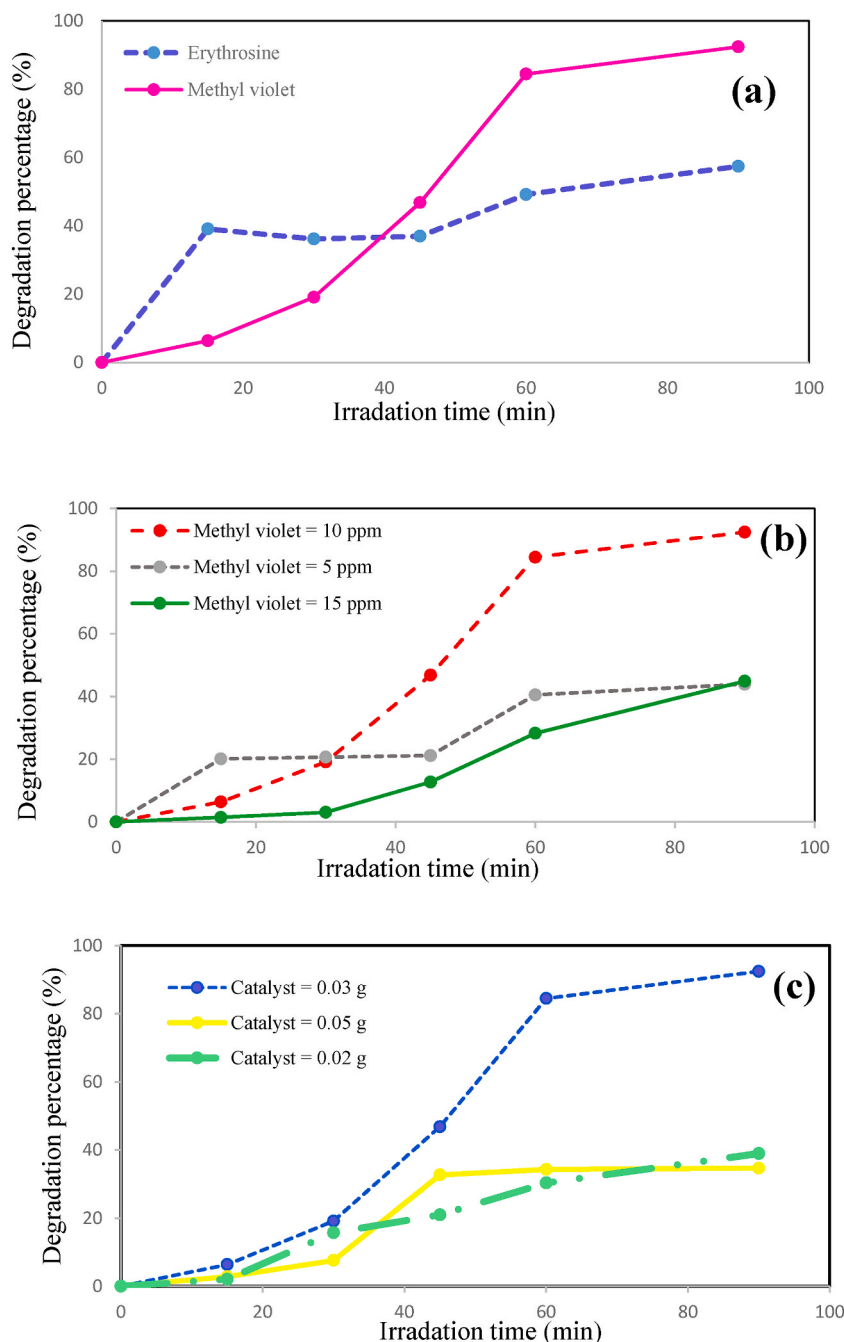 100
80
60
40
20
0
Degradation percentage (%)
Erythrosine
Methyl violet
(a)
0
20
40
60
80
100
Irradation time (min)
100
80
60
40
20
0
Degradation percentage (%)
Methyl violet = 10 ppm
Methyl violet = 5 ppm
Methyl violet = 15 ppm
(b)
0
20
40
60
80
100
Irradation time (min)
100
80
60
40
20
0
Degradation percentage (%)
Catalyst = 0.03 g
Catalyst = 0.05 g
Catalyst = 0.02 g
(c)
0
20
40
60
80
100
Irradation time (min)